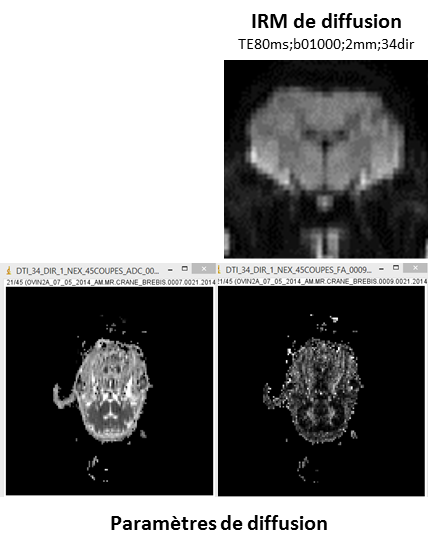 IRM de diffusion
TE80ms;b01000;2mm;34dir
DTI_34_DIR_1_NEX_45COUPES_ADC_00...
DTI_34_DIR_1_NEX_45COUPES_FA_0009...
21/45 (OVIN2A_07_05_2014_AM.MR.CRANE_BREBIS.0007.0021.2014
21/45 (OVIN2A_07_05_2014_AM.MR.CRANE_BREBIS.0009.0021.2014
Paramètres de diffusion